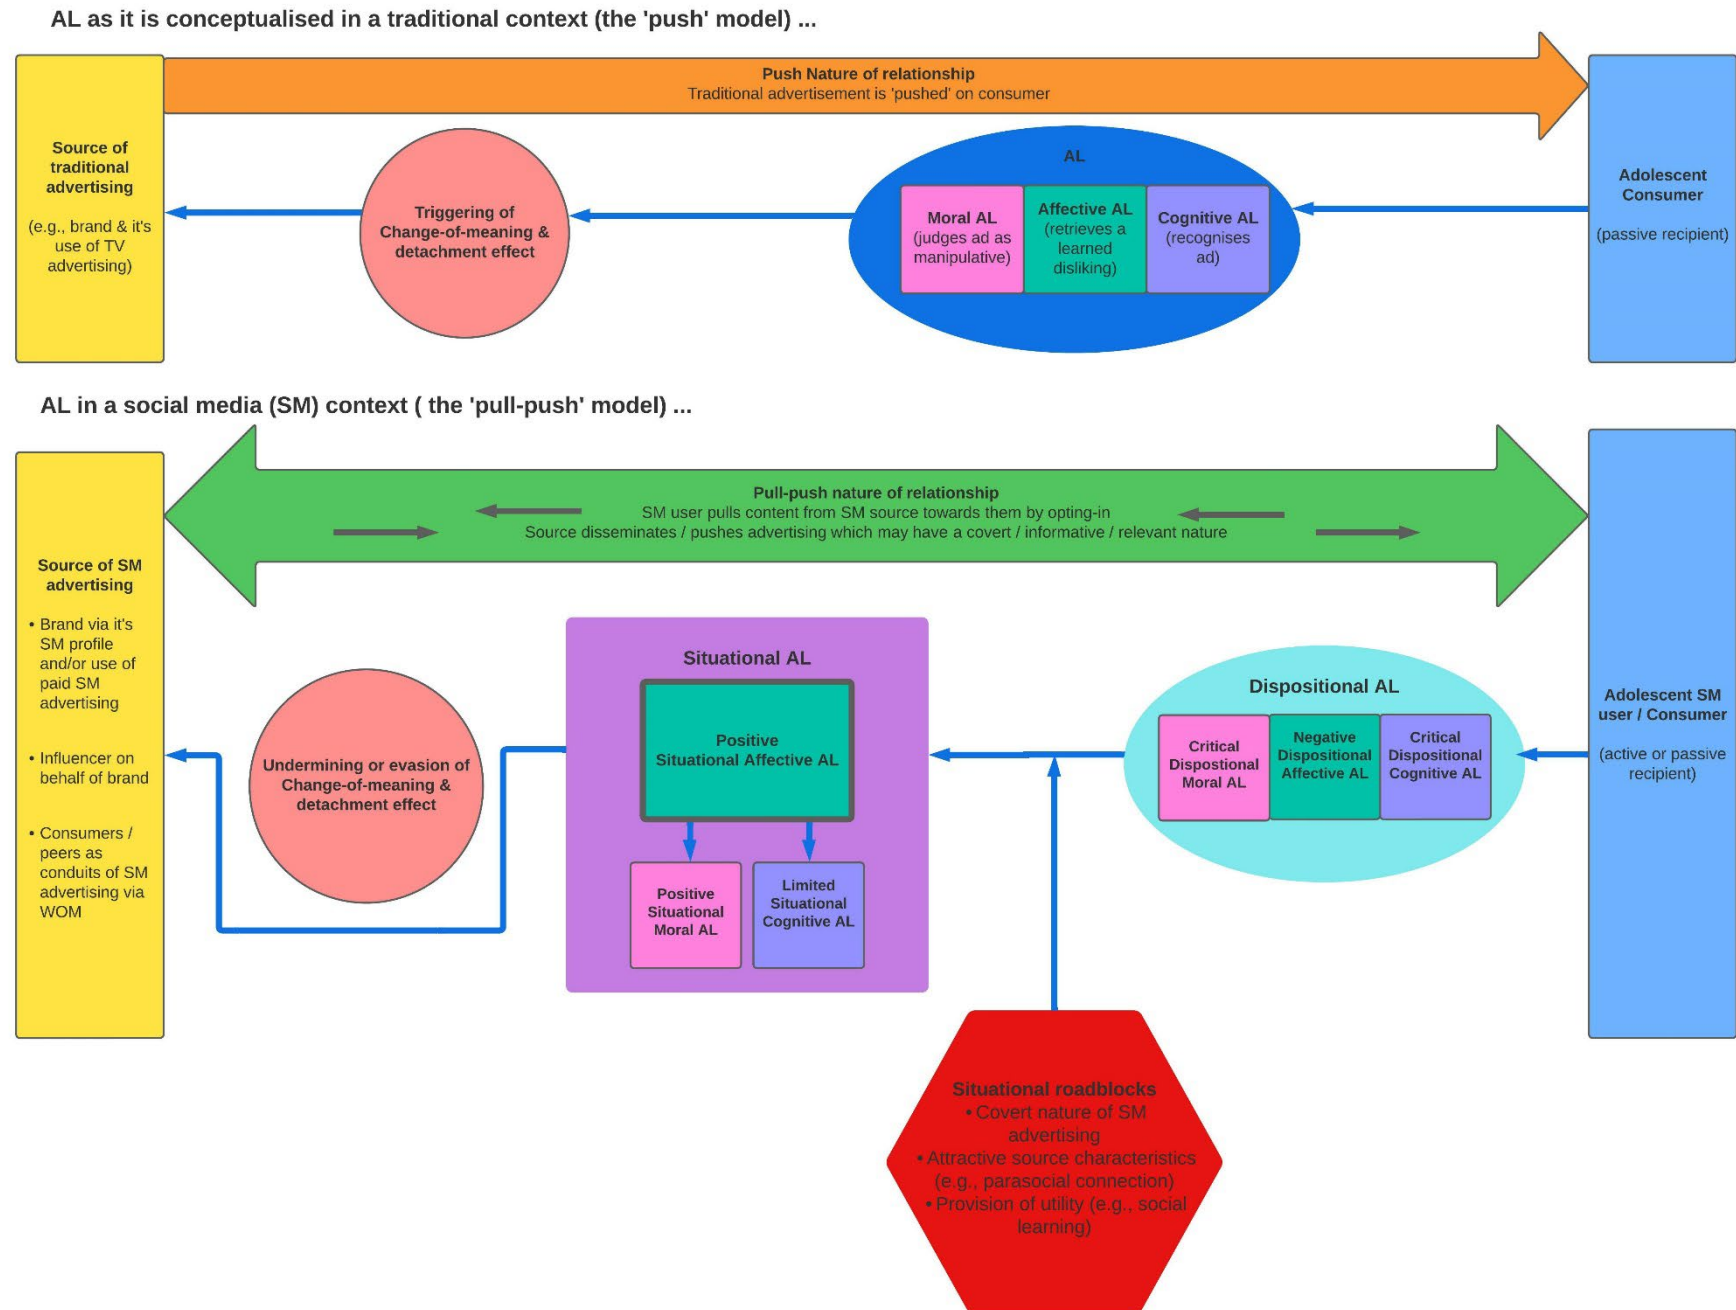 AL as it is conceptualised in a traditional context (the 'push' model) ...
Push Nature of relationship
Traditional advertisement is 'pushed' on consumer
Source of
traditional
advertising
(e.g., brand & it's
use of TV
advertising)
Triggering of
Change-of-meaning &
detachment effect
AL
Moral AL
(judges ad as
manipulative)
Affective AL
(retrieves a
learned
disliking)
Cognitive AL
(recognises
ad)
Adolescent
Consumer
(passive recipient)
AL in a social media (SM) context ( the 'pull-push' model) ...
Pull-push nature of relationship
SM user pulls content from SM source towards them by opting-in
Source disseminates / pushes advertising which may have a covert / informative / relevant nature
Source of SM
advertising
• Brand via it's
SM profile
and/or use of
paid SM
advertising
• Influencer on
behalf of brand
• Consumers /
peers as
conduits of SM
advertising via
WOM
Undermining or evasion of
Change-of-meaning &
detachment effect
Situational AL
Positive
Situational Affective AL
Positive
Situational
Moral AL
Limited
Situational
Cognitive AL
Dispositional AL
Critical
Dispostional
Moral AL
Negative
Dispositional
Affective AL
Critical
Dispositional
Cognitive AL
Adolescent SM
user / Consumer
(active or passive
recipient)
Situational roadblocks
• Covert nature of SM
advertising
• Attractive source characteristics
(e.g., parasocial connection)
• Provision of utility (e.g., social
learning)